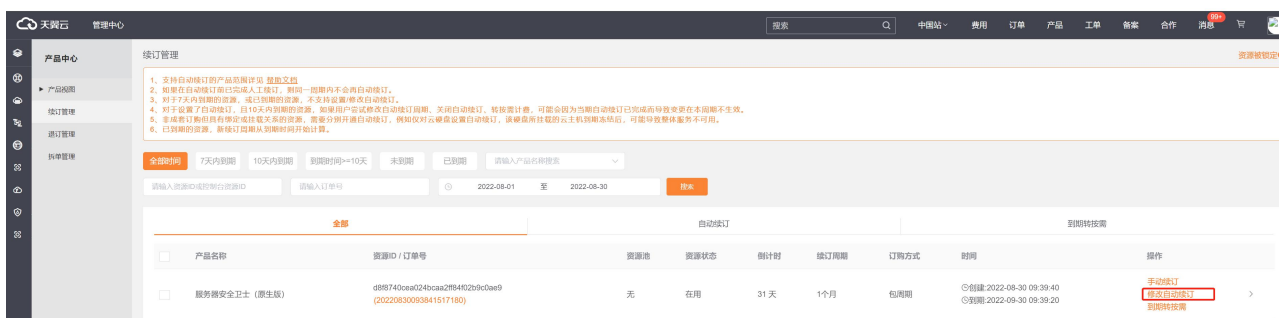 天翼云 管理中心 搜索 中国站 费用 订单 产品 工单 备案 合作 消息 99+
产品中心
产品视图
续订管理
退订管理
拆单管理
续订管理
资源被锁定
1、支持自动续订的产品范围详见 帮助文档
2、如果在自动续订前已完成人工续订，则同一周期内不会再自动续订。
3、对于7天内到期的资源，或已到期的资源，不支持设置/修改自动续订。
4、对于设置了自动续订，且10天内到期的资源，如果用户尝试修改自动续订周期、关闭自动续订，转按需计费，可能会因为当期自动续订已完成而导致变更在本周期不生效。
5、非成套订购但具有绑定或挂载关系的资源，需要分别开通自动续订，例如仅对云硬盘设置自动续订，该硬盘所挂载的云主机到期冻结后，可能导致整体服务不可用。
6、已到期的资源，新续订周期从到期时间开始计算。
全部时间 7天内到期 10天内到期 到期时间>=10天 未到期 已到期 请输入产品名称搜索
请输入资源ID或控制台资源ID 请输入订单号 2022-08-01 至 2022-08-30 搜索
全部 自动续订 到期转按需
产品名称 资源ID / 订单号 资源池 资源状态 倒计时 续订周期 订购方式 时间 操作
服务器安全卫士（原生版） d8f8740cea024bcaa2ff84f02b9c0ae9 无 在用 31 天 1个月 包周期 创建:2022-08-30 09:39:40 手动续订
(20220830093841517180) 到期:2022-09-30 09:39:20 修改自动续订
到期转按需